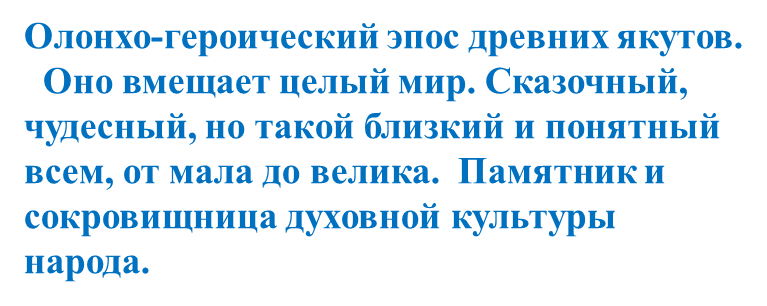 Олонхо-героический эпос древних якутов.
Оно вмещает целый мир. Сказочный,
чудесный, но такой близкий и понятный
всем, от мала до велика. Памятник и
сокровищница духовной культуры
народа.